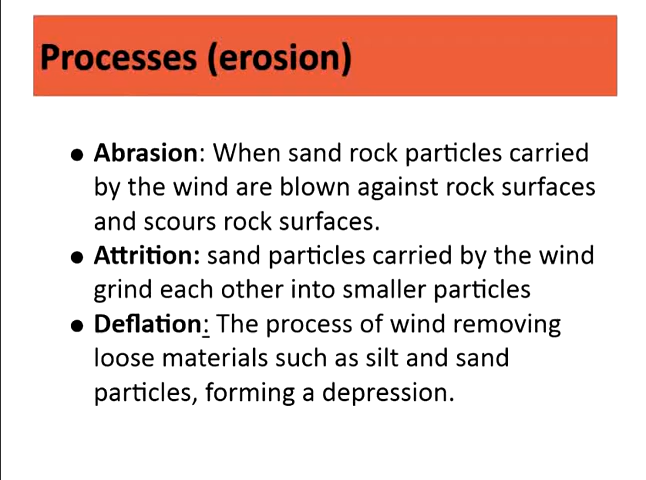 Processes (erosion)
● Abrasion: When sand rock particles carried
by the wind are blown against rock surfaces
and scours rock surfaces.
● Attrition: sand particles carried by the wind
grind each other into smaller particles
● Deflation: The process of wind removing
loose materials such as silt and sand
particles, forming a depression.